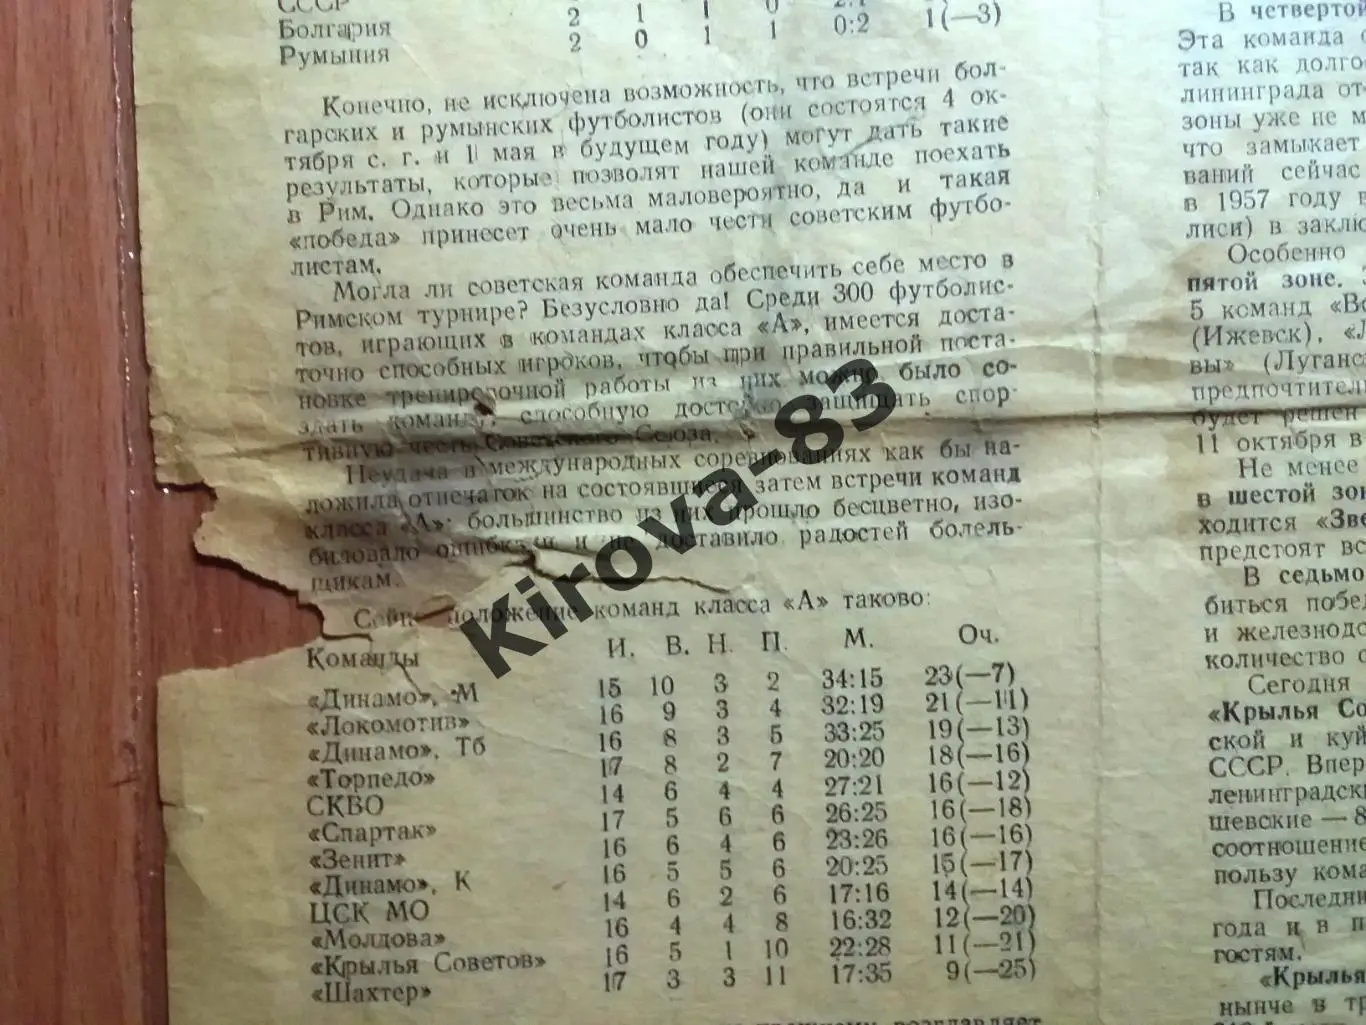 СССР 2 1 1 0
Болгария 2 0 1 1 0:2 1(—3)
Румыния
Конечно, не исключена возможность, что встречи бол-
гарских и румынских футболистов (они состоятся 4 ок-
тября с. г. и 1 мая в будущем году) могут дать такие
результаты, которые позволят нашей команде поехать
в Рим. Однако это весьма маловероятно, да и такая
«победа» принесет очень мало чести советским футбо-
листам.
Могла ли советская команда обеспечить себе место в
Римском турнире? Безусловно да! Среди 300 футболис-
тов, играющих в командах класса «А», имеется доста-
точно способных игроков, чтобы при правильной поста-
новке тренировочной работы из них можно было со-
здать команду, способную достойно защищать спор-
тивную честь Советского Союза.
Неудача в международных соревнованиях как бы на-
ложила отпечаток на состоявшиеся затем встречи команд
класса «А»: большинство из них прошло бесцветно, изо-
биловало ошибками и не доставило радостей болель-
щикам.
положение команд класса «А» таково:
Команды И. В. Н. П. М. Оч.
«Динамо», М 15 10 3 2 34:15 23(—7)
«Локомотив» 16 9 3 4 32:19 21(—11)
«Динамо», Тб 16 8 3 5 33:25 19(—13)
«Торпедо» 17 8 2 7 20:20 18(—16)
СКВО 14 6 4 4 27:21 16(—12)
«Спартак» 17 5 6 6 26:25 16(—18)
«Зенит» 16 6 4 6 23:26 16(—16)
«Динамо», К 16 5 5 6 20:25 15(—17)
ЦСК МО 14 6 2 6 17:16 14(—14)
«Молдова» 16 4 4 8 16:32 12(—20)
«Крылья Советов» 16 5 1 10 22:28 11(—21)
«Шахтер» 17 3 3 11 17:35 9(—25)
возглавляет
В четвертой
Эта команда
так как долго
лининграда от
зоны уже не м
что замыкает
ваний сейчас
в 1957 году в
лиси) в заклю
Особенно
пятой зоне.
5 команд «Во
(Ижевск), «Л
вы» (Луганс
предпочтител
будет решен
11 октября в
Не менее
в шестой зон
ходится «Зве
предстоят вс
В седьмо
биться побед
и железнодо
количество
Сегодня
«Крылья Со
ской и куй
СССР. Впер
ленинградски
шевские — 8
соотношение
пользу кома
Последни
года и в п
гостям.
«Крылья
нынче в тр
Kirova-83